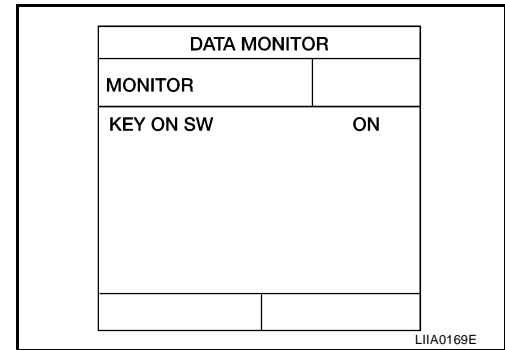 DATA MONITOR
MONITOR
KEY ON SW ON
LIIA0169E